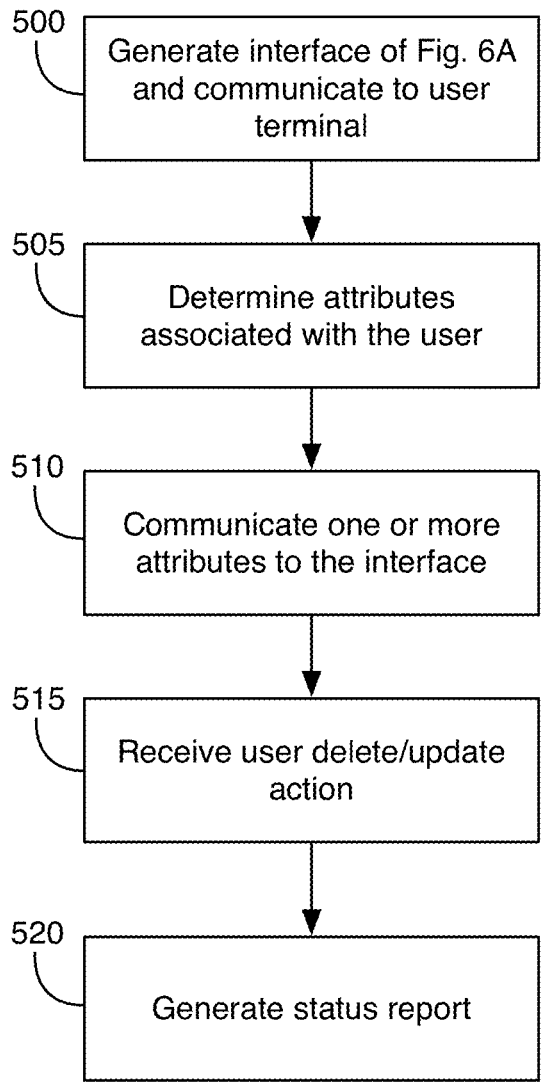 500
Generate interface of Fig. 6A
and communicate to user
terminal
505
Determine attributes
associated with the user
510
Communicate one or more
attributes to the interface
515
Receive user delete/update
action
520
Generate status report